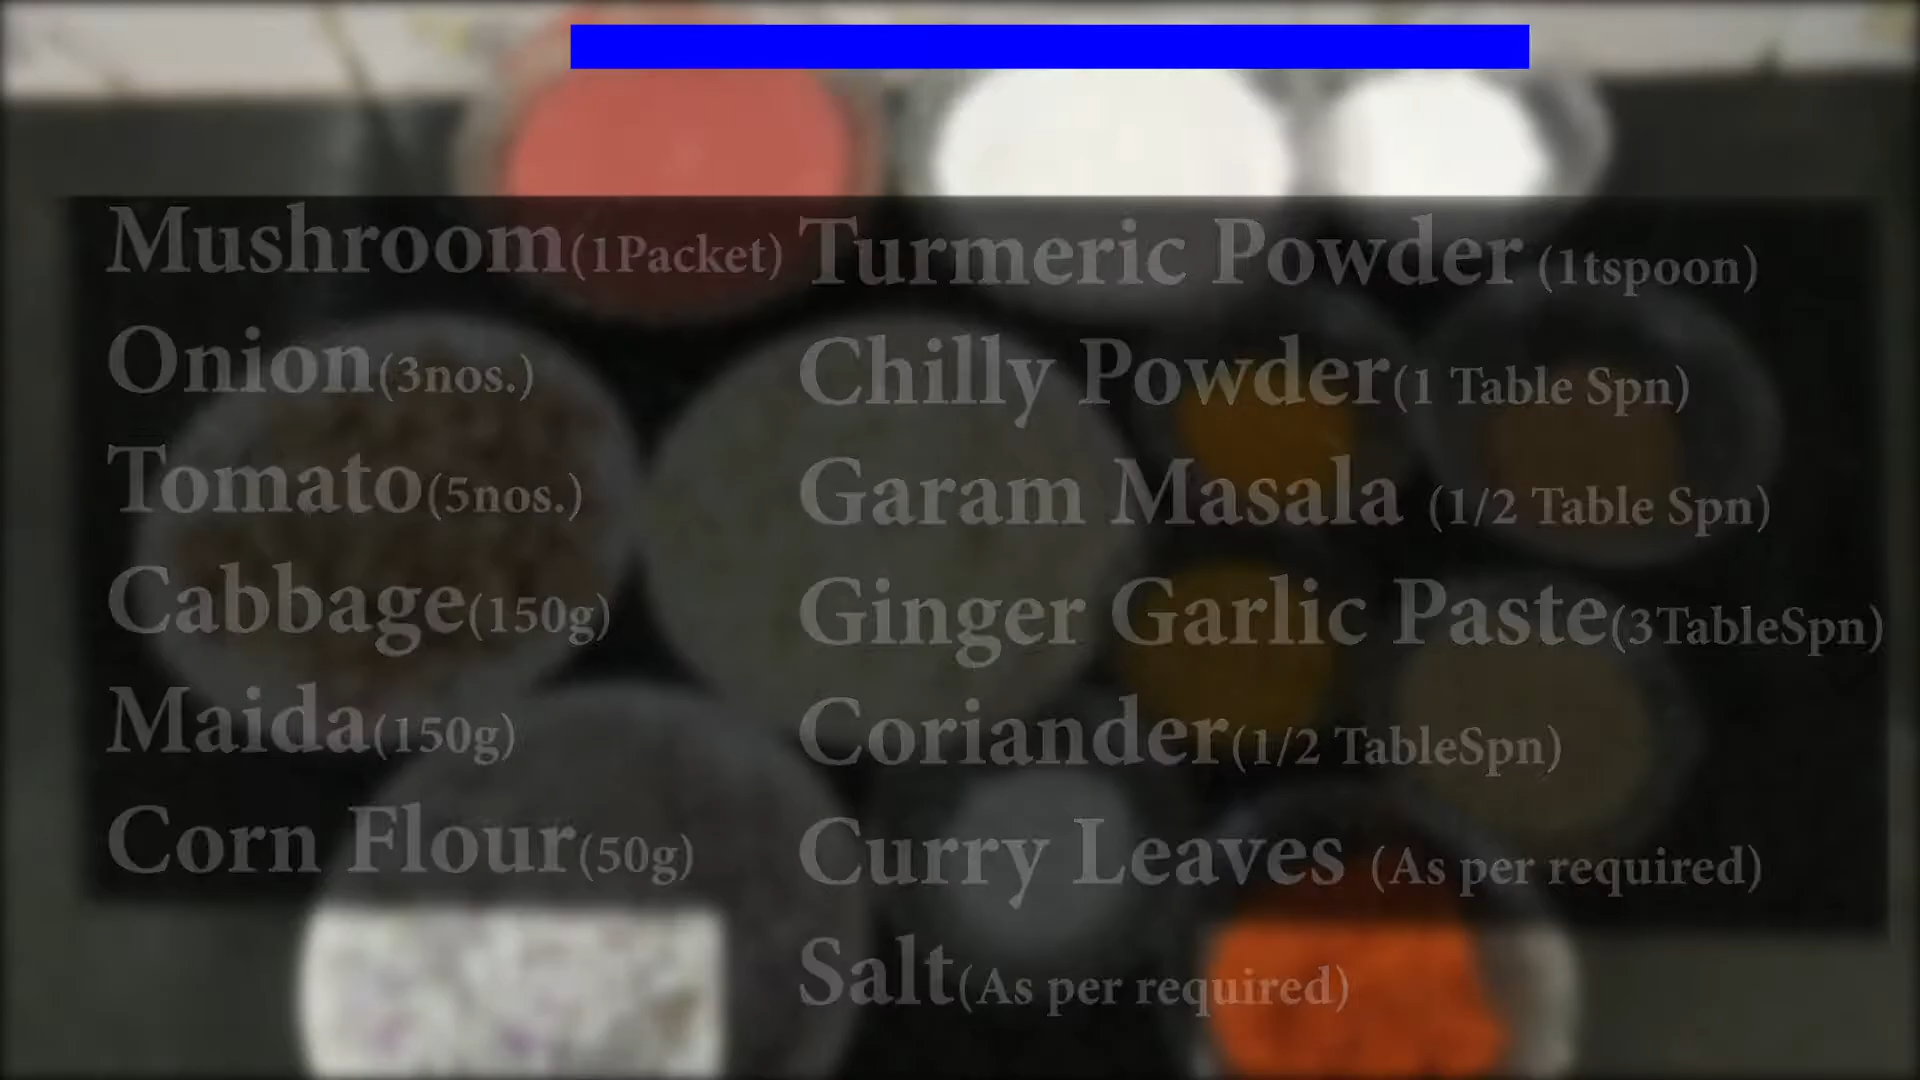 Mushroom(1Packet)
Onion(3nos.)
Tomato(5nos.)
Cabbage(150g)
Maida(150g)
Corn Flour(50g)
Turmeric Powder (1tspoon)
Chilly Powder(1 Table Spn)
Garam Masala (1/2 Table Spn)
Ginger Garlic Paste(3TableSpn)
Coriander(1/2 TableSpn)
Curry Leaves (As per required)
Salt(As per required)